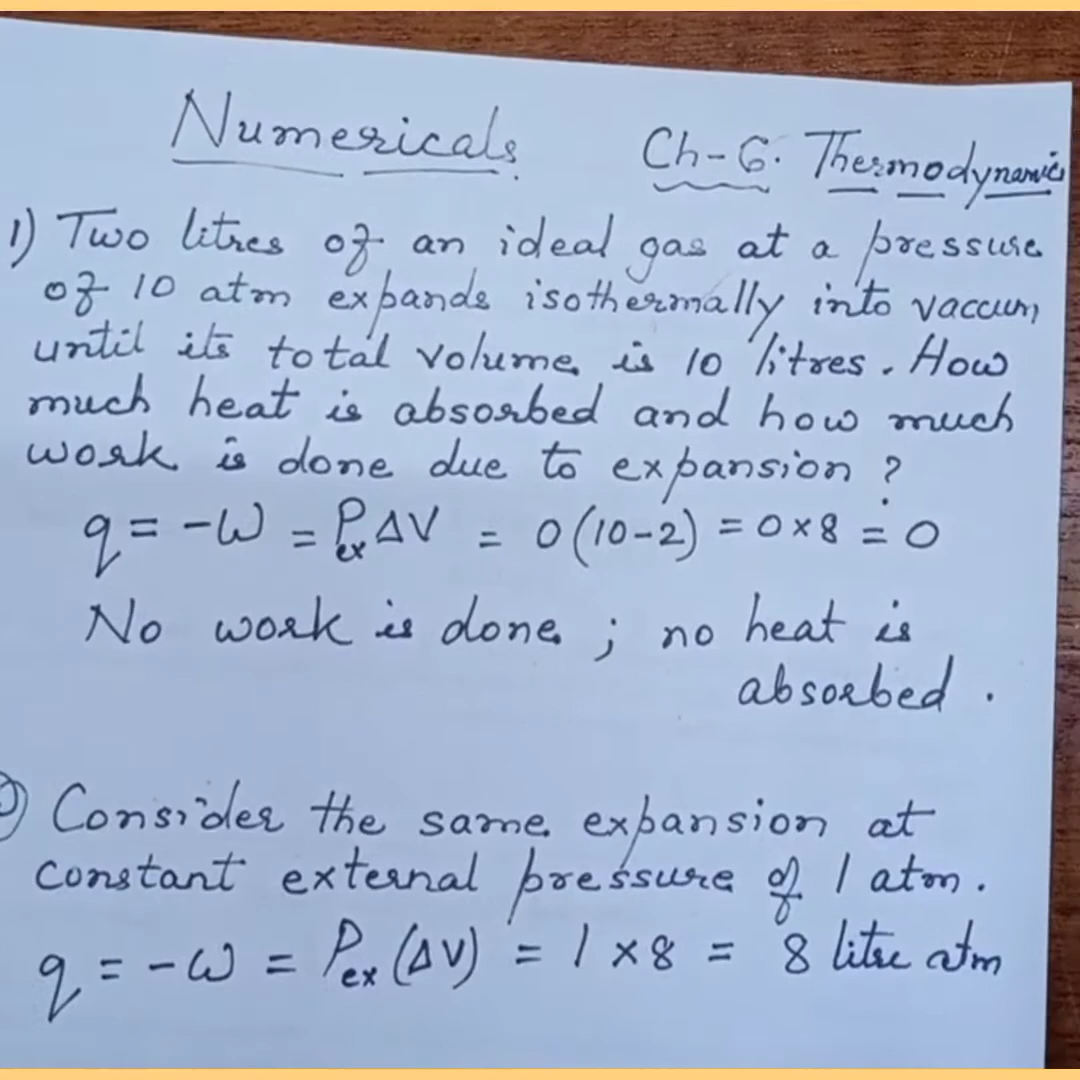 Numericals. Ch-6. Thermodynamics
1) Two litres of an ideal gas at a pressure
of 10 atm expands isothermally into vaccum
until its total volume is 10 litres. How
much heat is absorbed and how much
work is done due to expansion ?
q = -W = PexΔV = 0(10-2) = 0×8 = 0
No work is done ; no heat is
absorbed.
2) Consider the same expansion at
constant external pressure of 1 atm.
q = -W = Pex(ΔV) = 1×8 = 8 litre atm